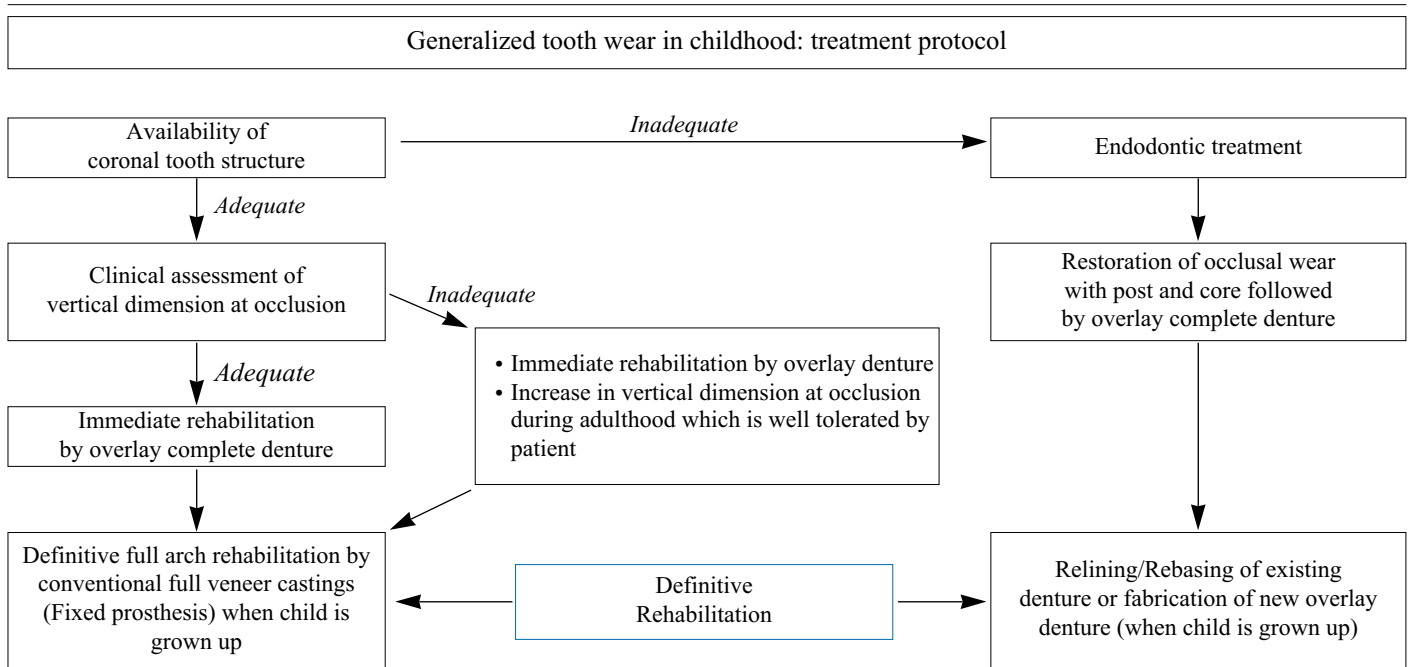 Generalized tooth wear in childhood: treatment protocol
Availability of
coronal tooth structure
Inadequate
Endodontic treatment
Adequate
Clinical assessment of
vertical dimension at occlusion
Inadequate
Restoration of occlusal wear
with post and core followed
by overlay complete denture
Adequate
• Immediate rehabilitation by overlay denture
• Increase in vertical dimension at occlusion
during adulthood which is well tolerated by
patient
Immediate rehabilitation
by overlay complete denture
Definitive full arch rehabilitation by
conventional full veneer castings
(Fixed prosthesis) when child is
grown up
Definitive
Rehabilitation
Relining/Rebasing of existing
denture or fabrication of new overlay
denture (when child is grown up)